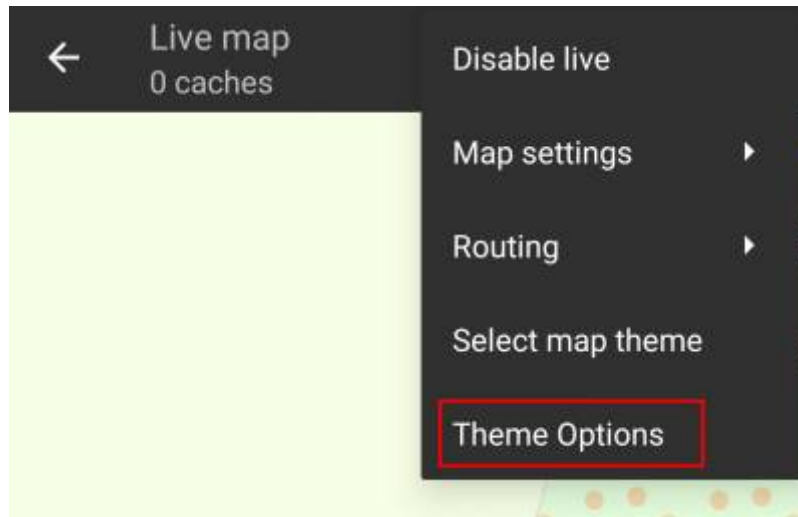 Live map
0 caches
Disable live
Map settings
Routing
Select map theme
Theme Options